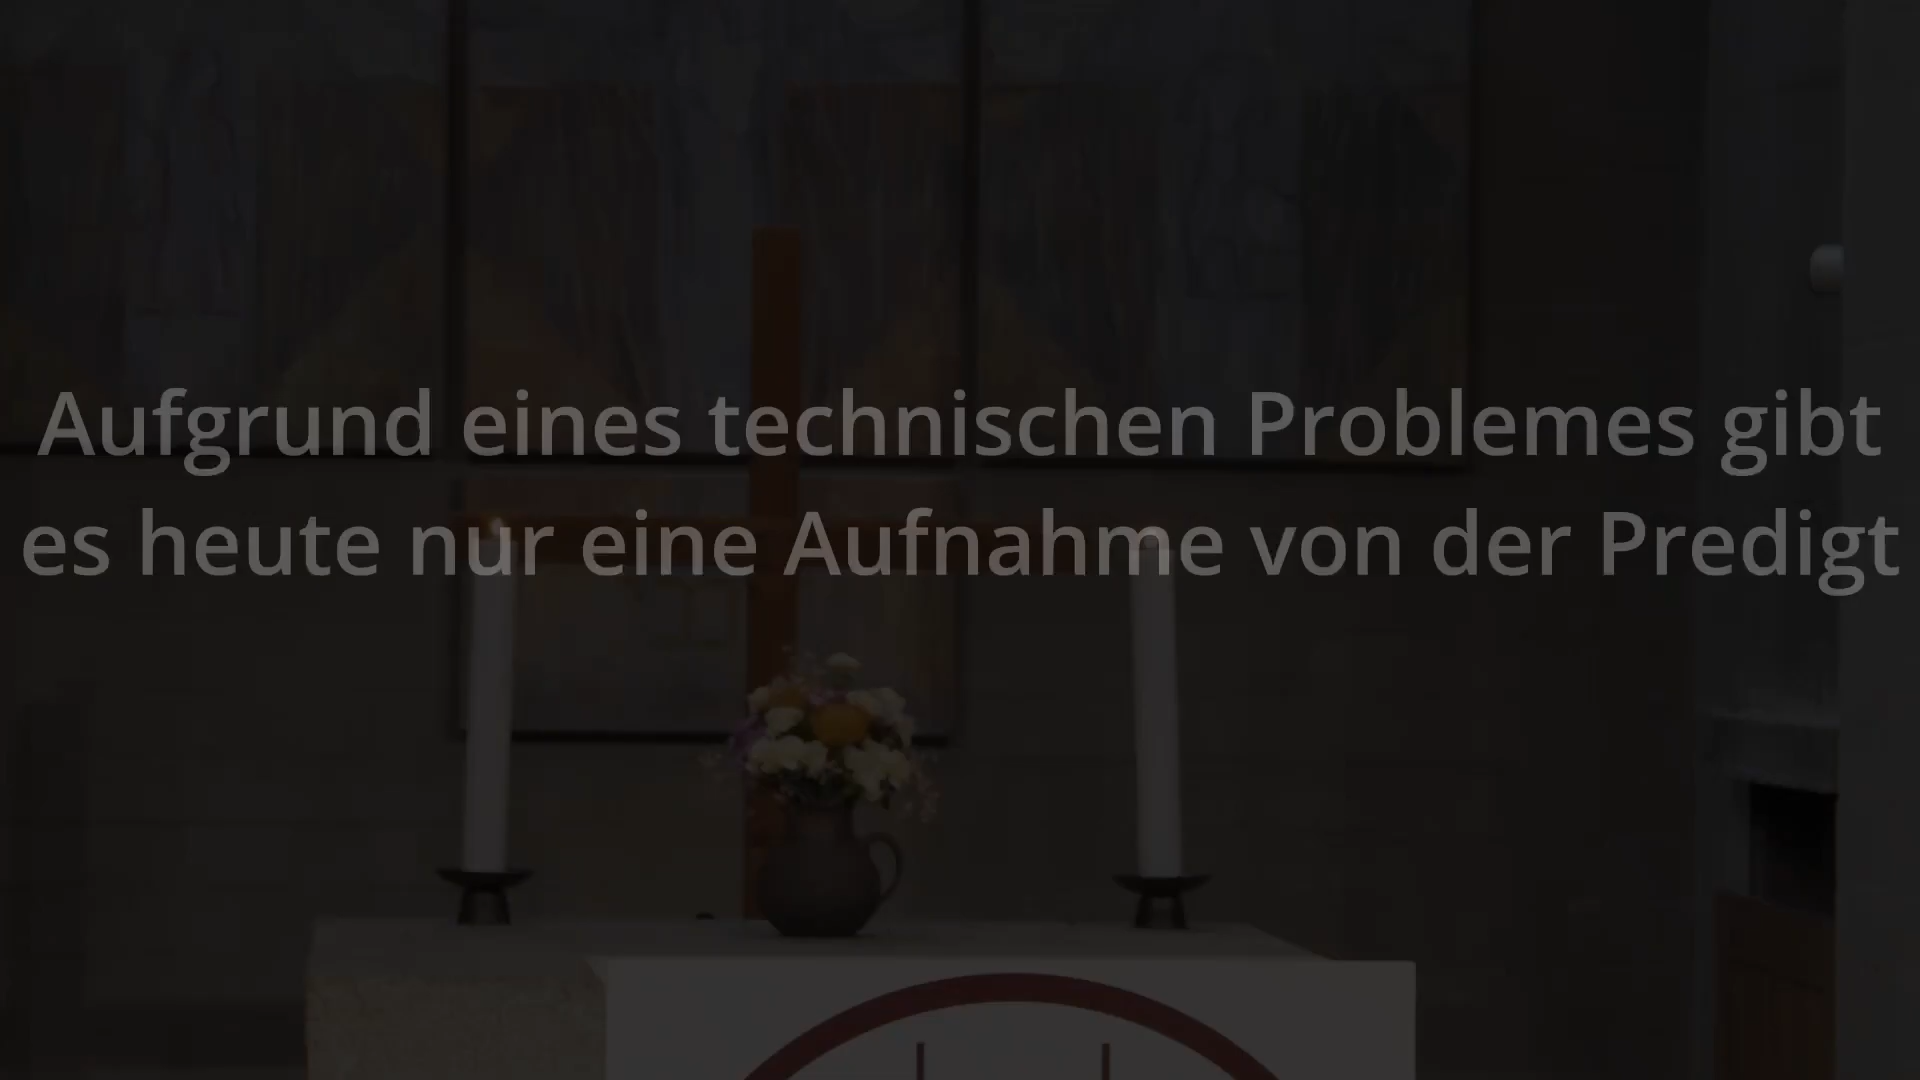 Aufgrund eines technischen Problemes gibt
es heute nur eine Aufnahme von der Predigt